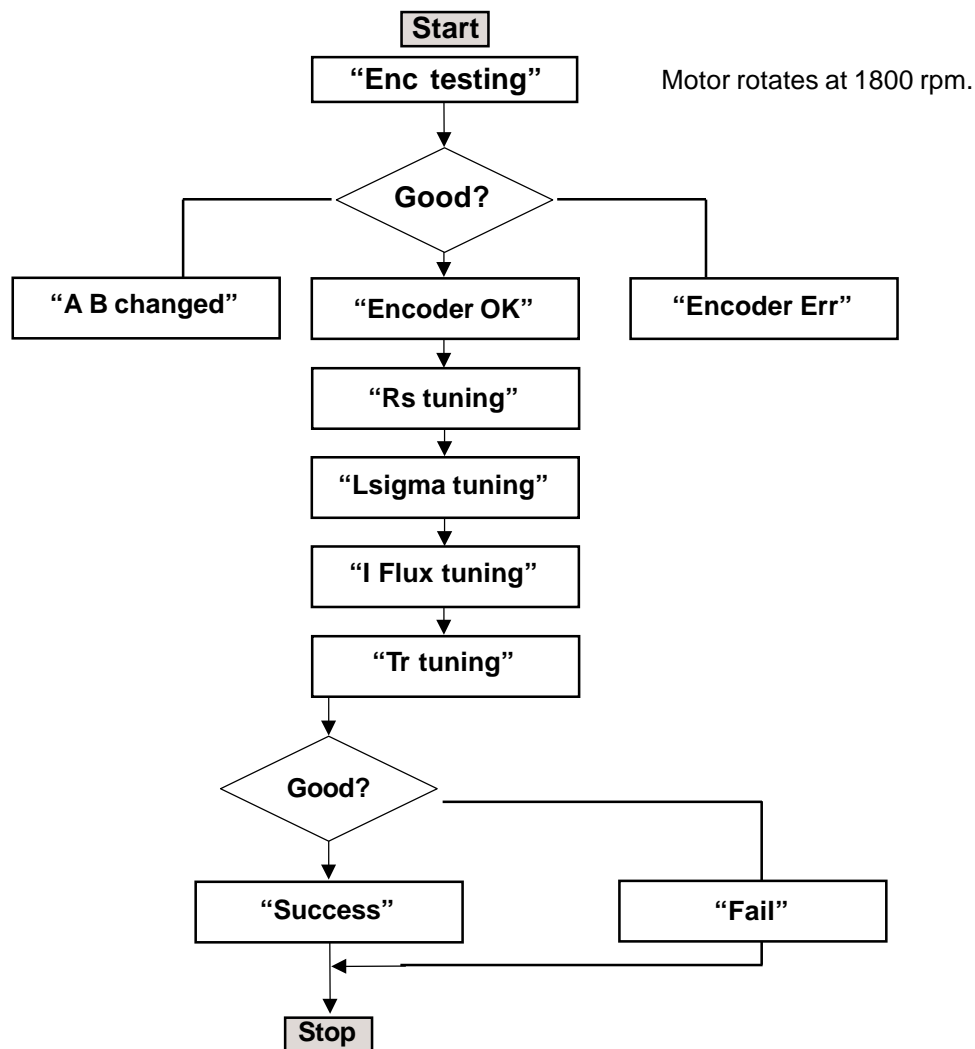 Start
“Enc testing”
Motor rotates at 1800 rpm.
Good?
“A B changed”
“Encoder OK”
“Encoder Err”
“Rs tuning”
“Lsigma tuning”
“I Flux tuning”
“Tr tuning”
Good?
“Success”
“Fail”
Stop